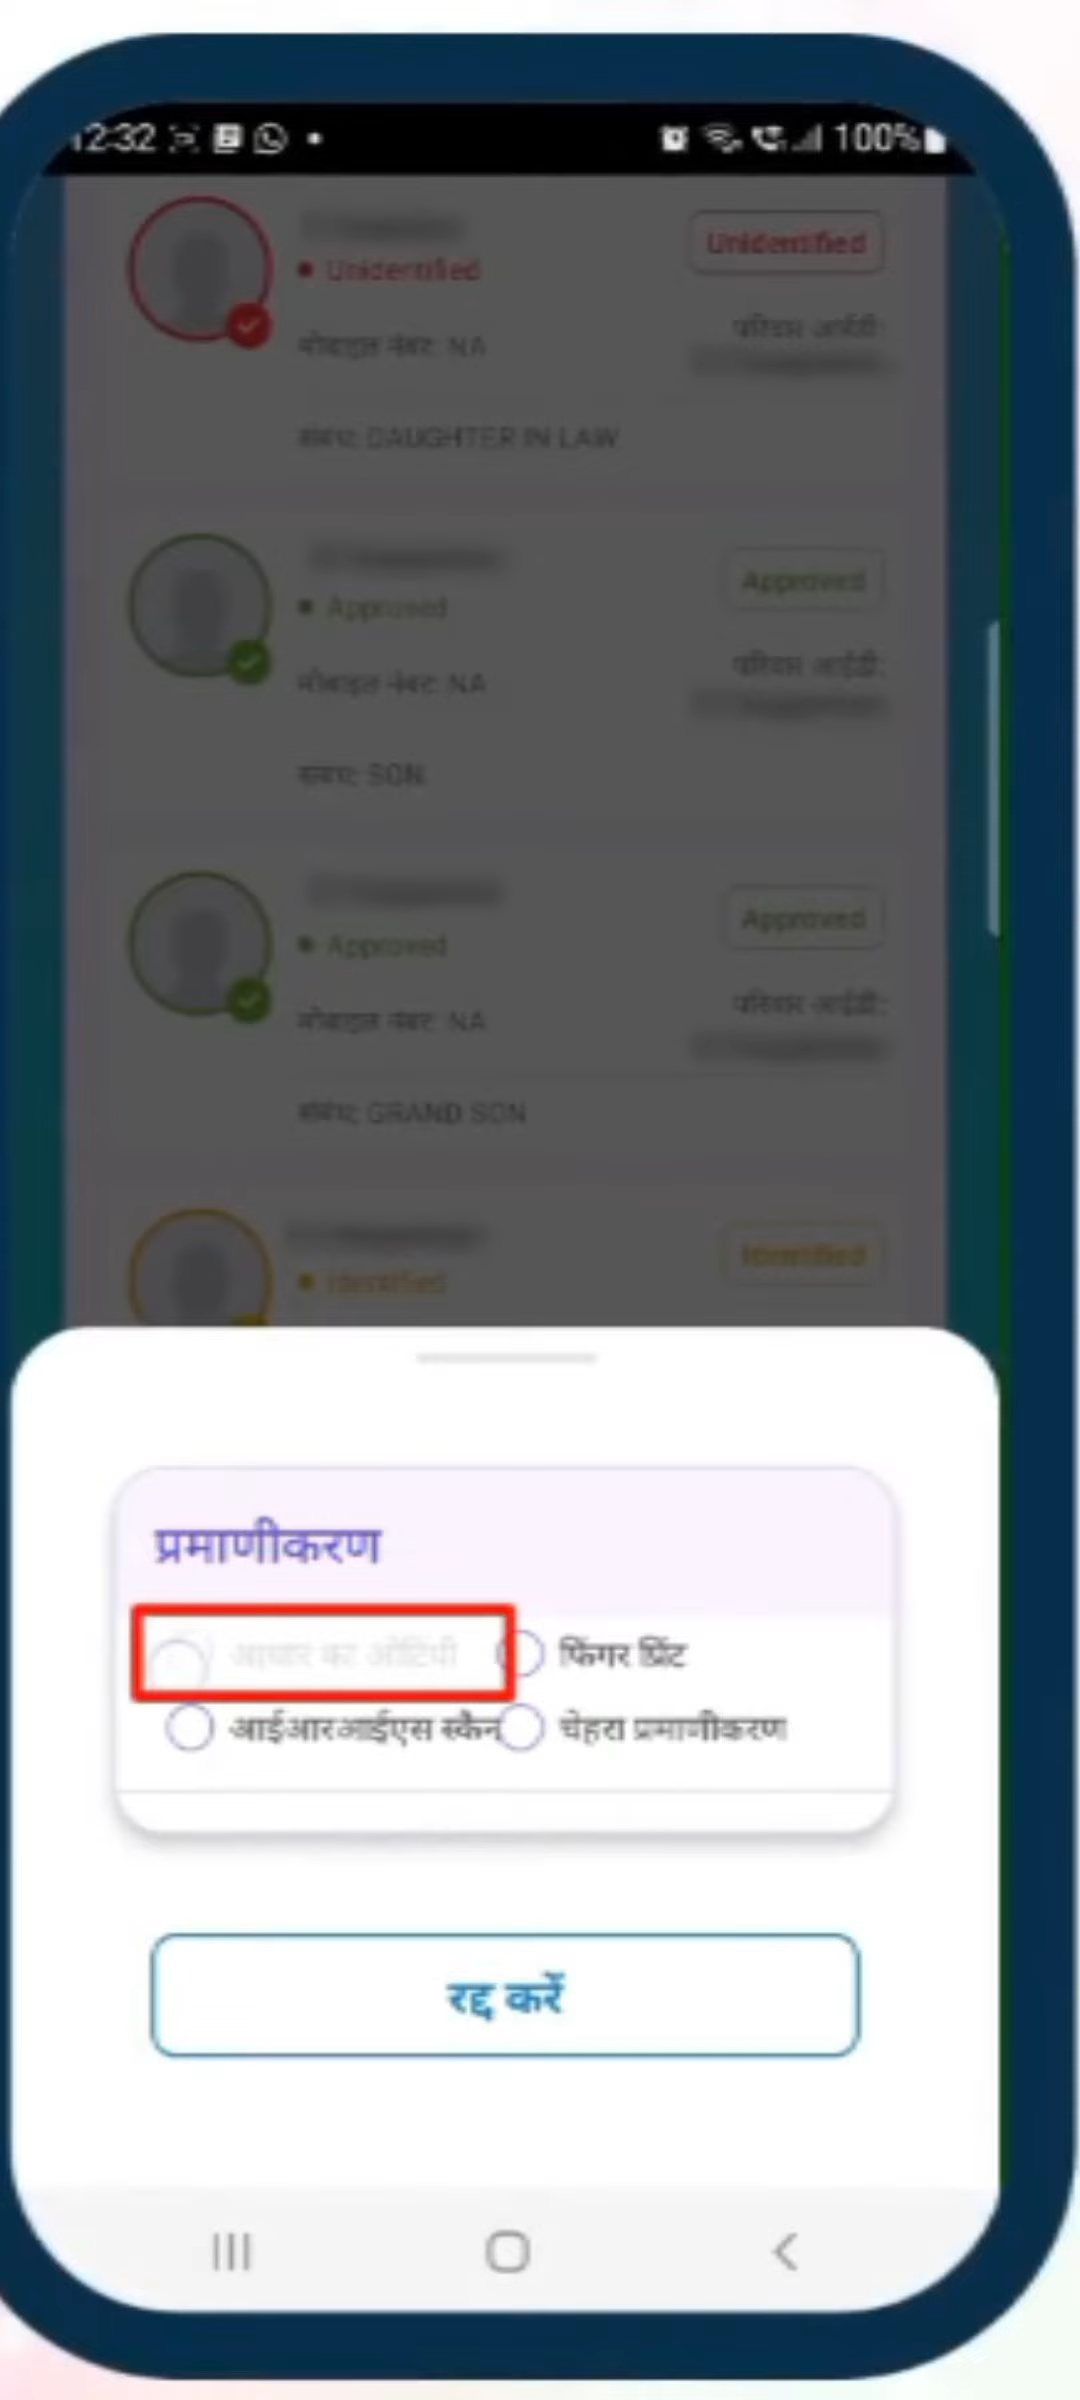 12:32 100%
Unidentified
Unidentified
मोबाइल नंबर: NA
परिवार आईडी:
संबंध: DAUGHTER IN LAW
Approved
Approved
मोबाइल नंबर: NA
परिवार आईडी:
संबंध: SON
Approved
Approved
मोबाइल नंबर: NA
परिवार आईडी:
संबंध: GRAND SON
Identified
Identified
प्रमाणीकरण
आधार का ओटिपी फिंगर प्रिंट
आईआरआईएस स्कैन चेहरा प्रमाणीकरण
रद्द करें